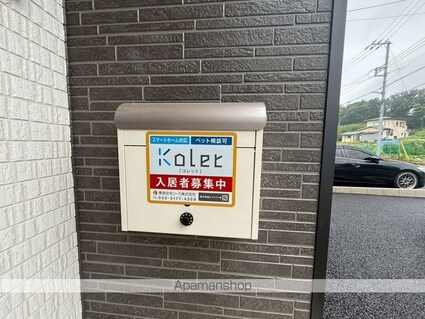 スマートホーム対応 ペット相談可
Kolet
[コレット]
入居者募集中
Apamanshop